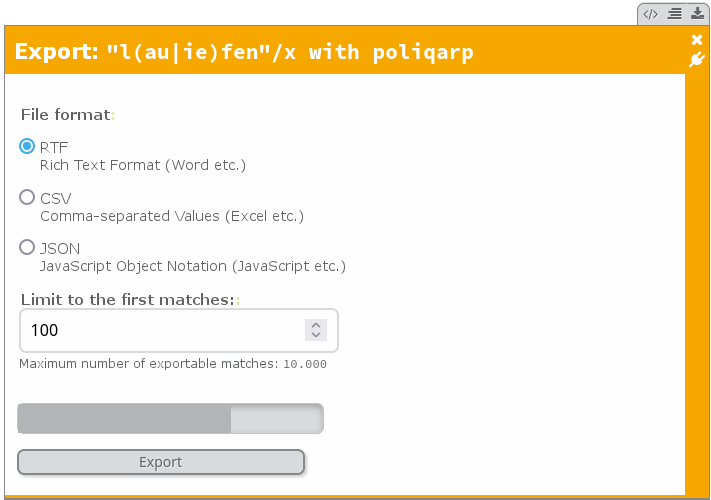 </>
Export: "l(au|ie)fen"/x with poliqarp
File format:
RTF
Rich Text Format (Word etc.)
CSV
Comma-separated Values (Excel etc.)
JSON
JavaScript Object Notation (JavaScript etc.)
Limit to the first matches::
100
Maximum number of exportable matches: 10.000
Export